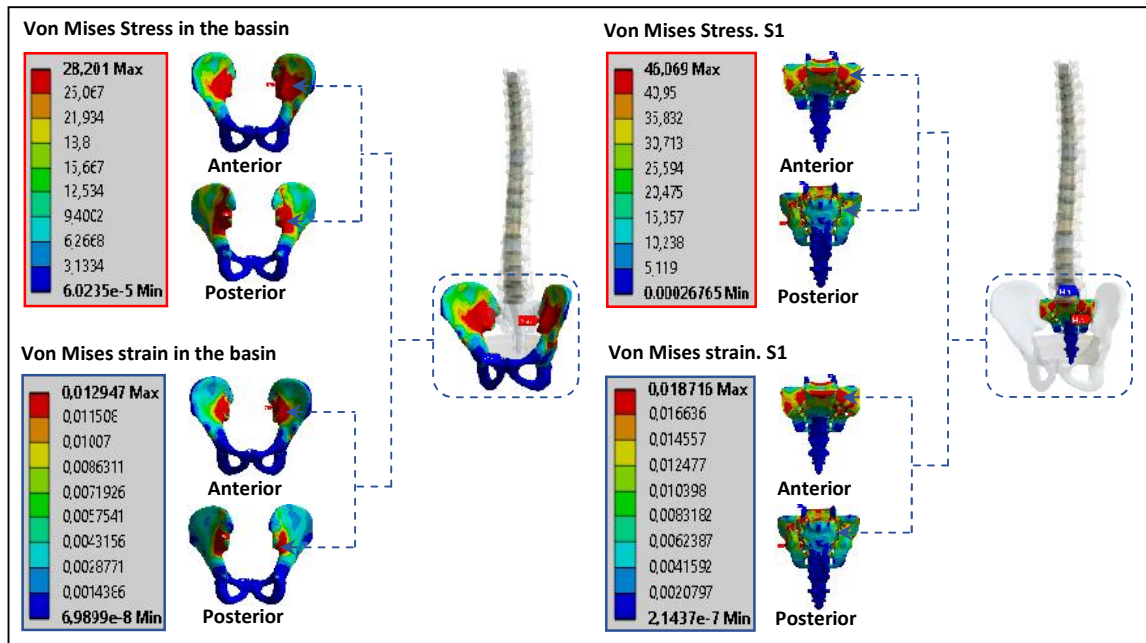 Von Mises Stress in the bassin
28,201 Max
25,067
21,934
13,8
15,667
12,534
9,4002
6,2668
3,1334
6.0235e-5 Min
Anterior
Posterior
Von Mises strain in the basin
0,012947 Max
0,011508
0,01007
0,0086311
0,0071926
0,0057541
0,0043156
0,0028771
0,0014386
6,9899e-8 Min
Anterior
Posterior
Von Mises Stress. S1
46,069 Max
40,95
35,832
30,713
25,594
20,475
15,357
10,238
5,119
0.00026765 Min
Anterior
Posterior
Von Mises strain. S1
0,018716 Max
0,016636
0,014557
0,012477
0,010398
0,0083182
0,0062387
0,0041592
0,0020797
2,1437e-7 Min
Anterior
Posterior